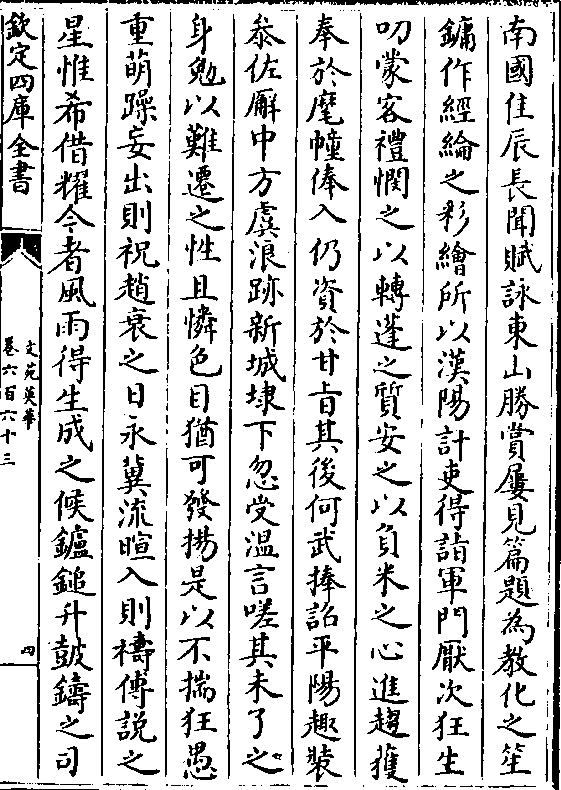 南國佳辰長聞賦詠東山勝賞屢見篇題為教化之笙
鏞作經綸之彩繪所以漢陽計吏得詣軍門厭次狂生
叨蒙客禮憫之以轉蓬之質安之以負米之心進趨獲
奉於麾幢俸入仍資於甘旨其後何武捧詔平陽趣裝
忝佐廨中方虞浪跡新城埭下忽受溫言嗟其未了之
身勉以難遷之性且憐色目猶可發揚是以不揣狂愚
重萌躁妄出則祝趙衰之日永冀流暄入則禱傅說之
星惟希借耀今者風雨得生成之候鑪鎚升鼓鑄之司
欽定四庫全書
文苑英華
卷六百六十三
四